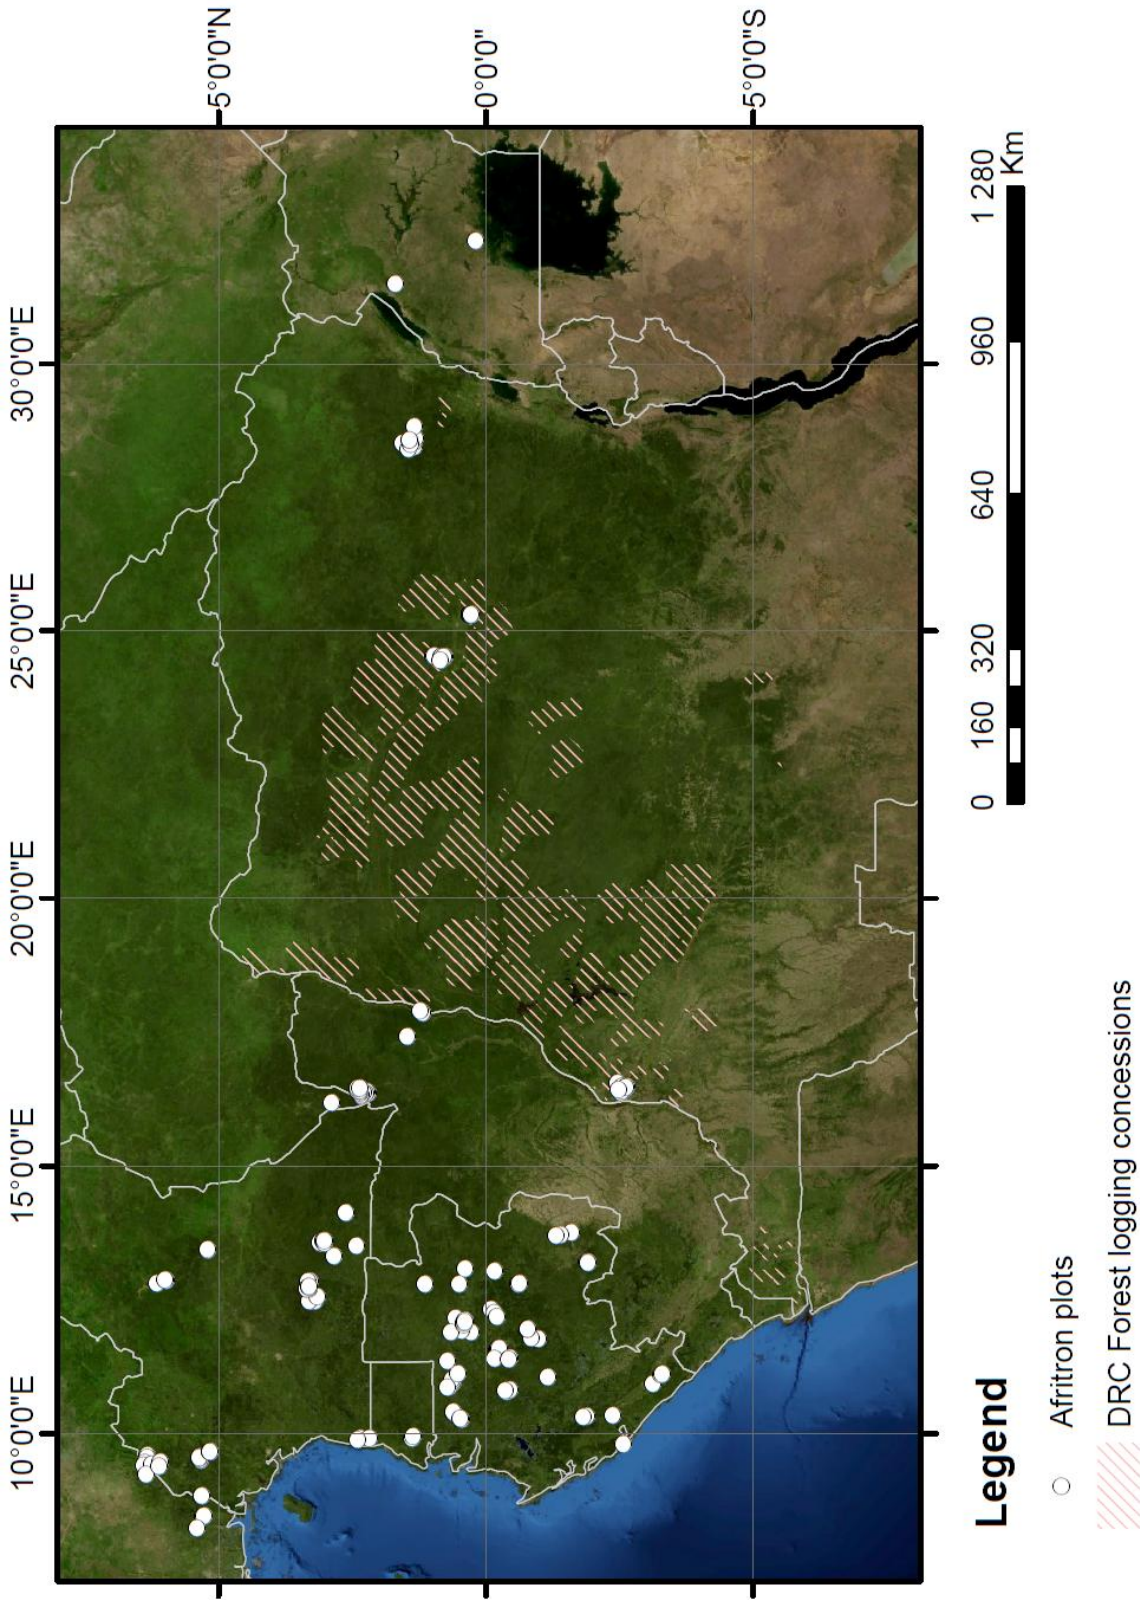 10°0'0"E
15°0'0"E
20°0'0"E
25°0'0"E
30°0'0"E
5°0'0"N
0°0'0"
5°0'0"S
Legend
Afritron plots
DRC Forest logging concessions
0 160 320 640 960 1 280
Km